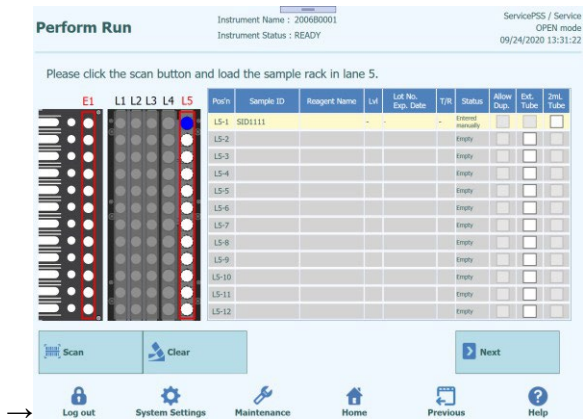 Perform Run
Instrument Name : 2006B0001
Instrument Status : READY
ServicePSS / Service
OPEN mode
09/24/2020 13:31:22
Please click the scan button and load the sample rack in lane 5.
E1 L1 L2 L3 L4 L5
Pos'n Sample ID Reagent Name Lvl Lot No. Exp. Date T/R Status Allow Dup. Ext. Tube 2mL Tube
L5-1 SID1111 - - - Entered manually
L5-2 Empty
L5-3 Empty
L5-4 Empty
L5-5 Empty
L5-6 Empty
L5-7 Empty
L5-8 Empty
L5-9 Empty
L5-10 Empty
L5-11 Empty
L5-12 Empty
Scan Clear Next
→ Log out System Settings Maintenance Home Previous Help